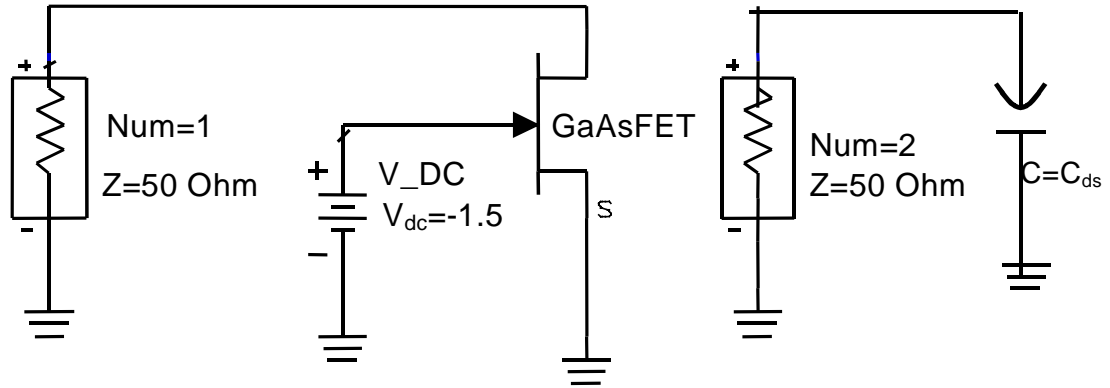 +
Num=1
Z=50 Ohm
-
+
V_DC
Vdc=-1.5
-
GaAsFET
S
+
Num=2
Z=50 Ohm
-
C=Cds